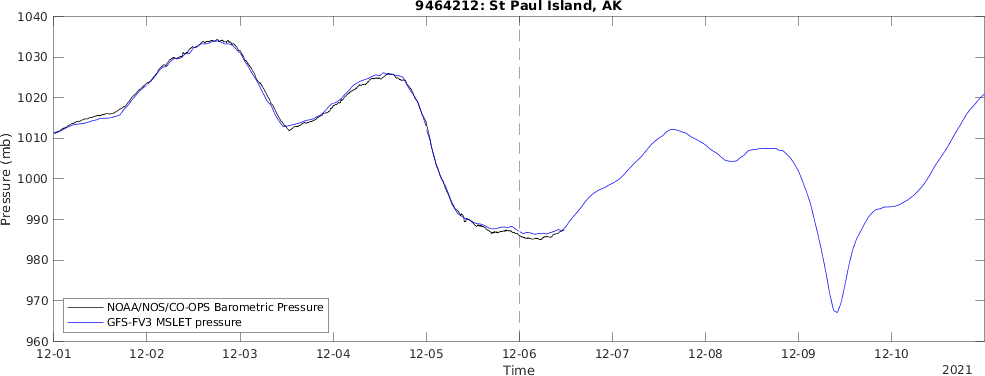 9464212: St Paul Island, AK
Pressure (mb)
1040
1030
1020
1010
1000
990
980
970
960
NOAA/NOS/CO-OPS Barometric Pressure
GFS-FV3 MSLET pressure
12-01 12-02 12-03 12-04 12-05 12-06 12-07 12-08 12-09 12-10
Time
2021